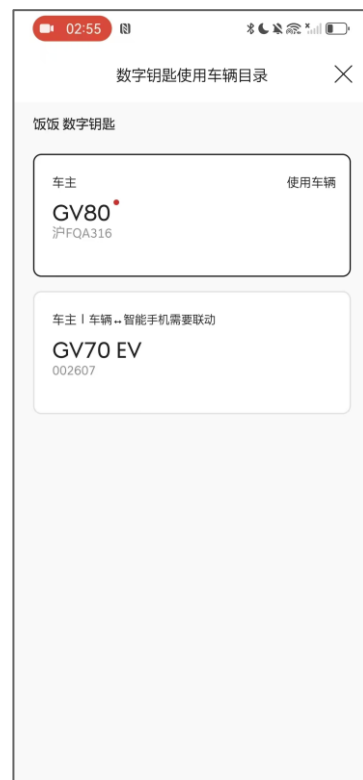 02:55
数字钥匙使用车辆目录
饭饭 数字钥匙
车主 使用车辆
GV80
沪FQA316
车主 | 车辆↔智能手机需要联动
GV70 EV
002607